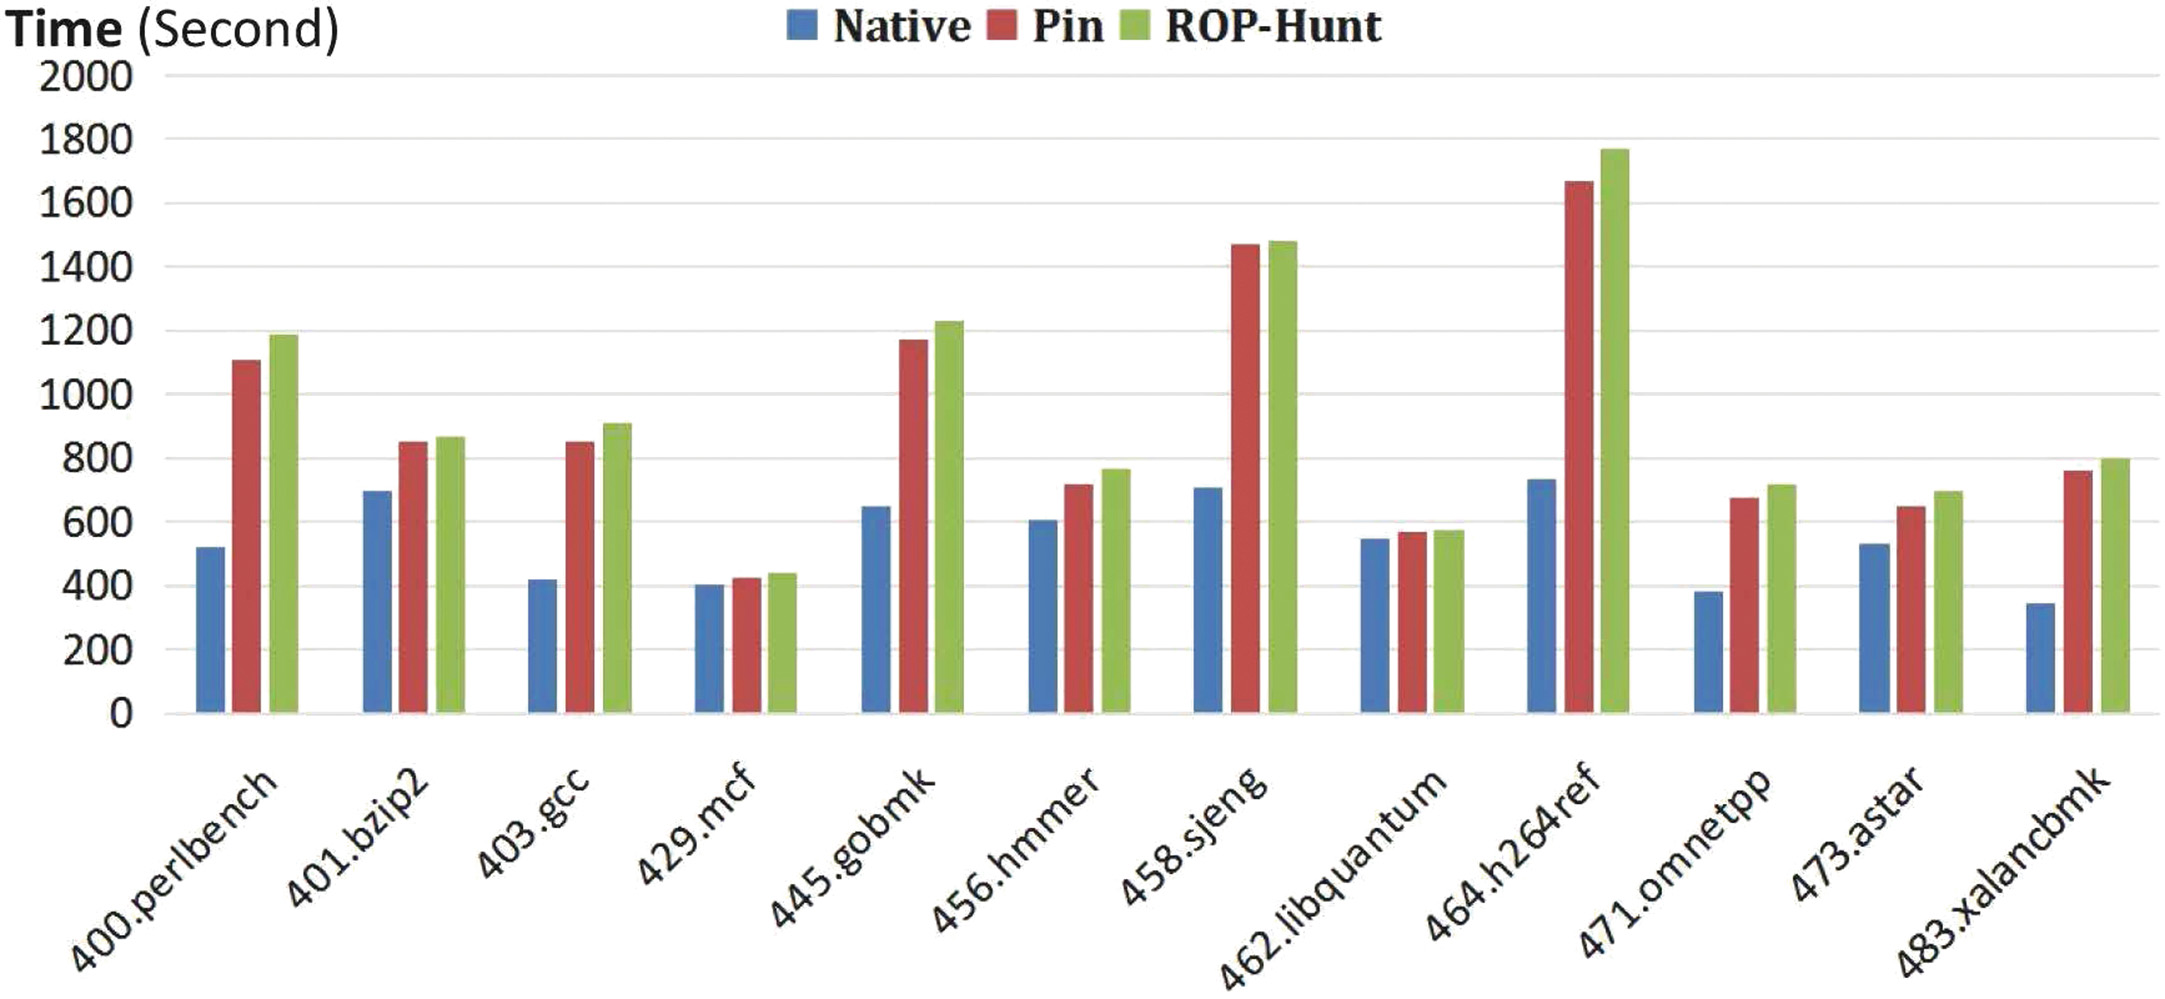 Time (Second)
Native Pin ROP-Hunt
2000
1800
1600
1400
1200
1000
800
600
400
200
0
400.perlbench
401.bzip2
403.gcc
429.mcf
445.gobmk
456.hmmer
458.sjeng
462.libquantum
464.h264ref
471.omnetpp
473.astar
483.xalancbmk